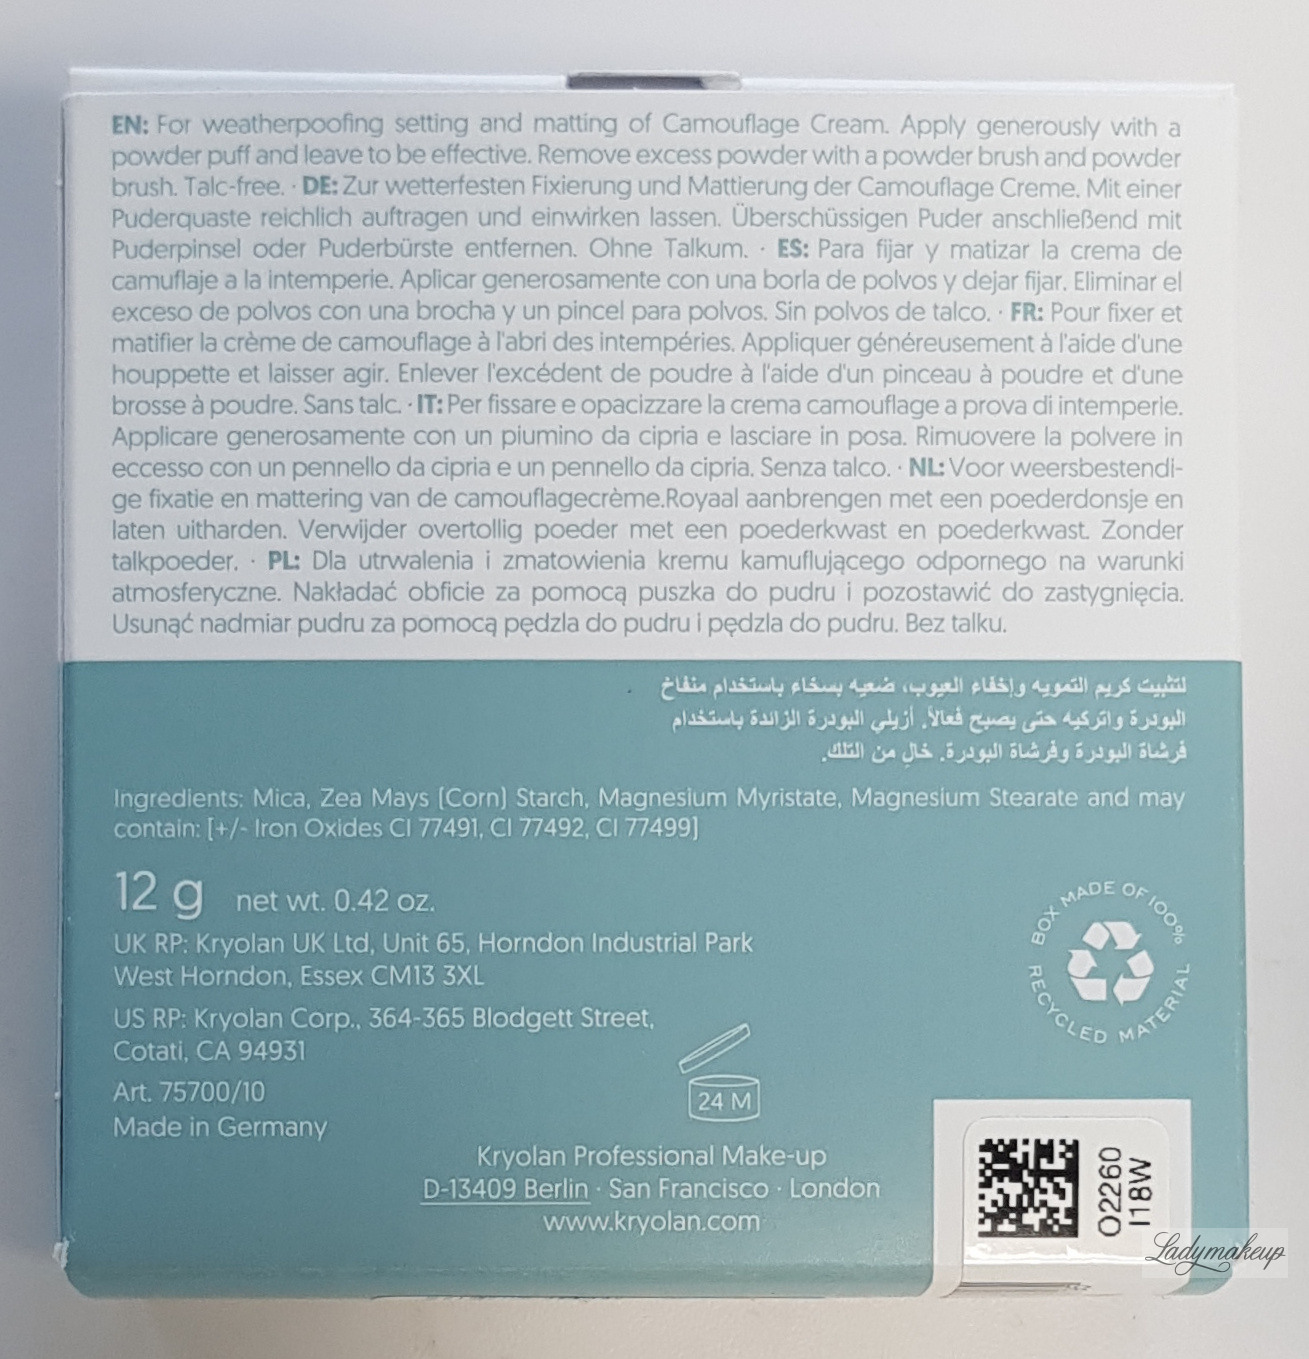 EN: For weatherpoofing setting and matting of Camouflage Cream. Apply generously with a
powder puff and leave to be effective. Remove excess powder with a powder brush and powder
brush. Talc-free. · DE: Zur wetterfesten Fixierung und Mattierung der Camouflage Creme. Mit einer
Puderquaste reichlich auftragen und einwirken lassen. Überschüssigen Puder anschließend mit
Puderpinsel oder Puderbürste entfernen. Ohne Talkum. · ES: Para fijar y matizar la crema de
camuflaje a la intemperie. Aplicar generosamente con una borla de polvos y dejar fijar. Eliminar el
exceso de polvos con una brocha y un pincel para polvos. Sin polvos de talco. · FR: Pour fixer et
matifier la crème de camouflage à l'abri des intempéries. Appliquer généreusement à l'aide d'une
houppette et laisser agir. Enlever l'excédent de poudre à l'aide d'un pinceau à poudre et d'une
brosse à poudre. Sans talc. · IT: Per fissare e opacizzare la crema camouflage a prova di intemperie.
Applicare generosamente con un piumino da cipria e lasciare in posa. Rimuovere la polvere in
eccesso con un pennello da cipria e un pennello da cipria. Senza talco. · NL: Voor weersbestendi-
ge fixatie en mattering van de camouflagecrème.Royaal aanbrengen met een poederdonsje en
laten uitharden. Verwijder overtollig poeder met een poederkwast en poederkwast. Zonder
talkpoeder. · PL: Dla utrwalenia i zmatowienia kremu kamuflującego odpornego na warunki
atmosferyczne. Nakładać obficie za pomocą puszka do pudru i pozostawić do zastygnięcia.
Usunąć nadmiar pudru za pomocą pędzla do pudru i pędzla do pudru. Bez talku.
لتثبيت كريم التمويه وإخفاء العيوب، ضعيه بسخاء باستخدام منفاخ
البودرة واتركيه حتى يصبح فعالاً. أزيلي البودرة الزائدة باستخدام
فرشاة البودرة وفرشاة البودرة. خالٍ من التلك.
Ingredients: Mica, Zea Mays (Corn) Starch, Magnesium Myristate, Magnesium Stearate and may
contain: [+/- Iron Oxides CI 77491, CI 77492, CI 77499]
12 g net wt. 0.42 oz.
UK RP: Kryolan UK Ltd, Unit 65, Horndon Industrial Park
West Horndon, Essex CM13 3XL
US RP: Kryolan Corp., 364-365 Blodgett Street,
Cotati, CA 94931
Art. 75700/10
Made in Germany
BOX MADE OF 100%
RECYCLED MATERIAL
24 M
Kryolan Professional Make-up
D-13409 Berlin · San Francisco · London
www.kryolan.com
O2260
I18W
Ladymakeup